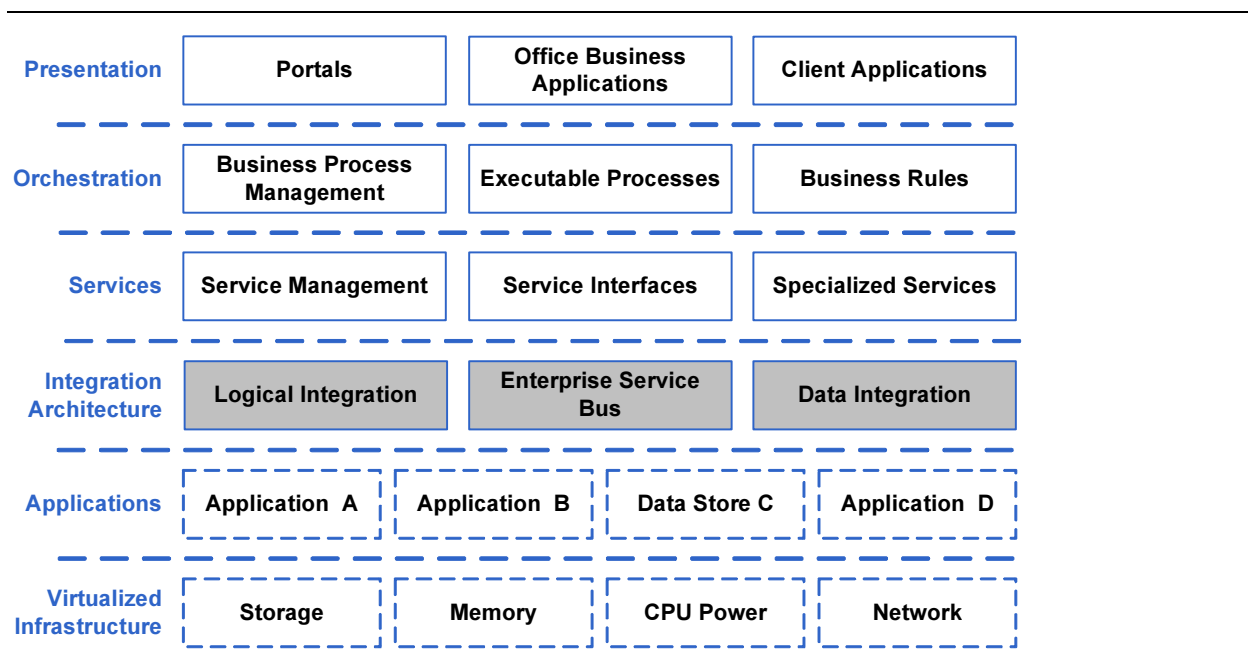 Presentation
Portals
Office Business
Applications
Client Applications
Orchestration
Business Process
Management
Executable Processes
Business Rules
Services
Service Management
Service Interfaces
Specialized Services
Integration
Architecture
Logical Integration
Enterprise Service
Bus
Data Integration
Applications
Application A
Application B
Data Store C
Application D
Virtualized
Infrastructure
Storage
Memory
CPU Power
Network